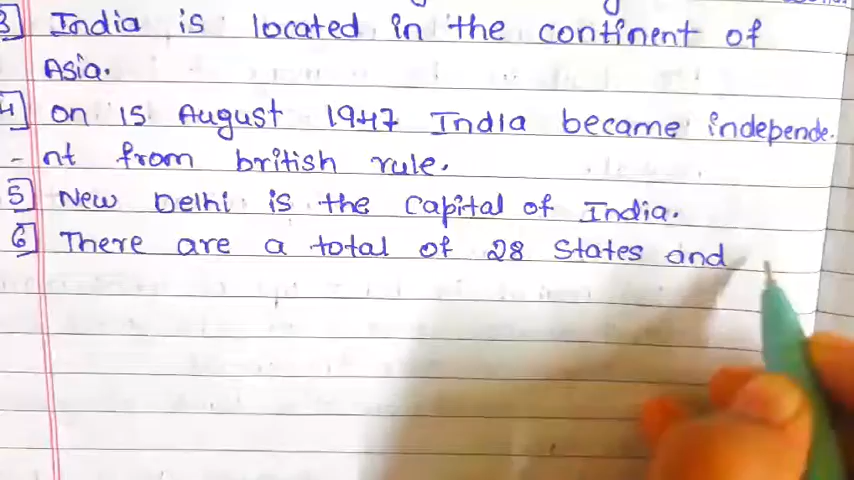 3] India is located in the continent of
Asia.
4] on 15 August 1947 India became independe.
- nt from british rule.
5] New Delhi is the capital of India.
6] There are a total of 28 States and